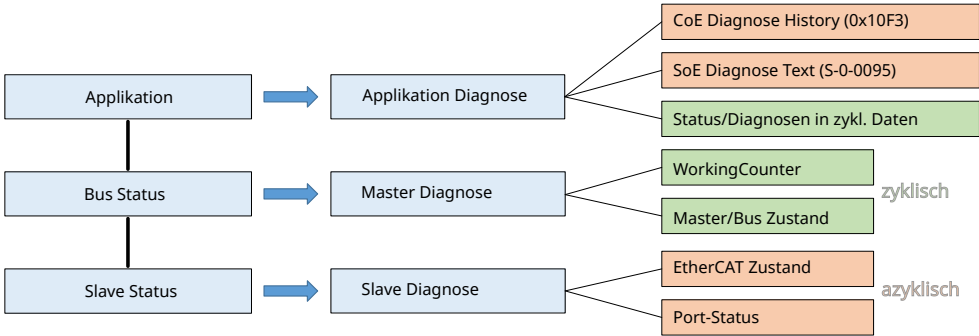 CoE Diagnose History (0x10F3)
SoE Diagnose Text (S-0-0095)
Applikation
Applikation Diagnose
Status/Diagnosen in zykl. Daten
WorkingCounter
Bus Status
Master Diagnose
zyklisch
Master/Bus Zustand
EtherCAT Zustand
Slave Status
Slave Diagnose
azyklisch
Port-Status